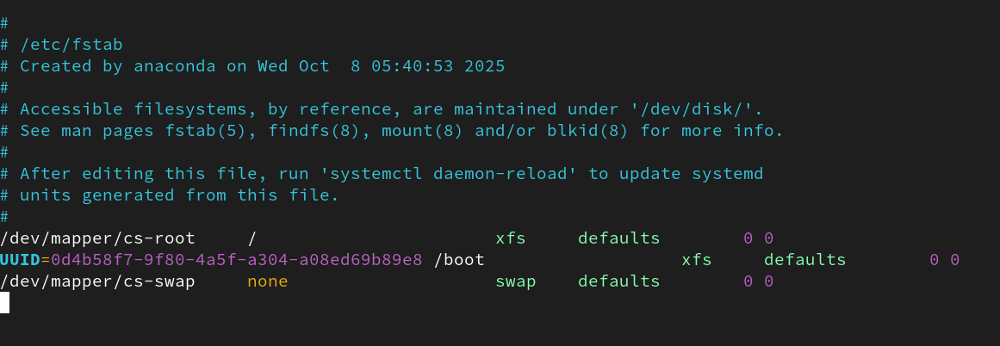 #
# /etc/fstab
# Created by anaconda on Wed Oct  8 05:40:53 2025
#
# Accessible filesystems, by reference, are maintained under '/dev/disk/'.
# See man pages fstab(5), findfs(8), mount(8) and/or blkid(8) for more info.
#
# After editing this file, run 'systemctl daemon-reload' to update systemd
# units generated from this file.
#
/dev/mapper/cs-root     /                       xfs     defaults        0 0
UUID=0d4b58f7-9f80-4a5f-a304-a08ed69b89e8 /boot                   xfs     defaults        0 0
/dev/mapper/cs-swap     none                    swap    defaults        0 0